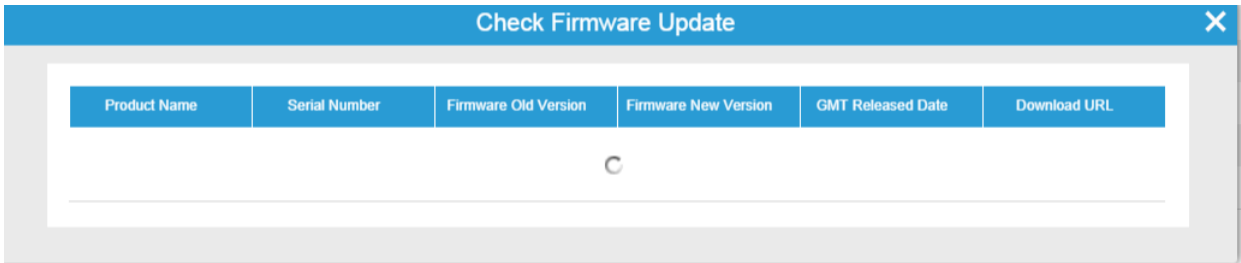 Check Firmware Update
Product Name Serial Number Firmware Old Version Firmware New Version GMT Released Date Download URL